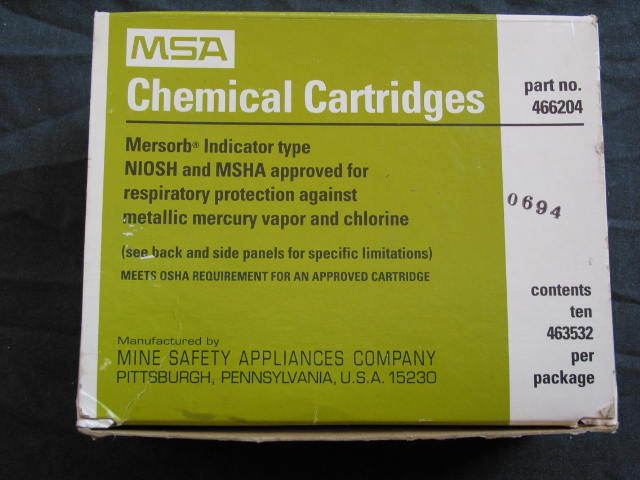 MSA
Chemical Cartridges
part no.
466204
Mersorb® Indicator type
NIOSH and MSHA approved for
respiratory protection against
metallic mercury vapor and chlorine
0694
(see back and side panels for specific limitations)
MEETS OSHA REQUIREMENT FOR AN APPROVED CARTRIDGE
contents
ten
463532
per
package
Manufactured by
MINE SAFETY APPLIANCES COMPANY
PITTSBURGH, PENNSYLVANIA, U.S.A. 15230